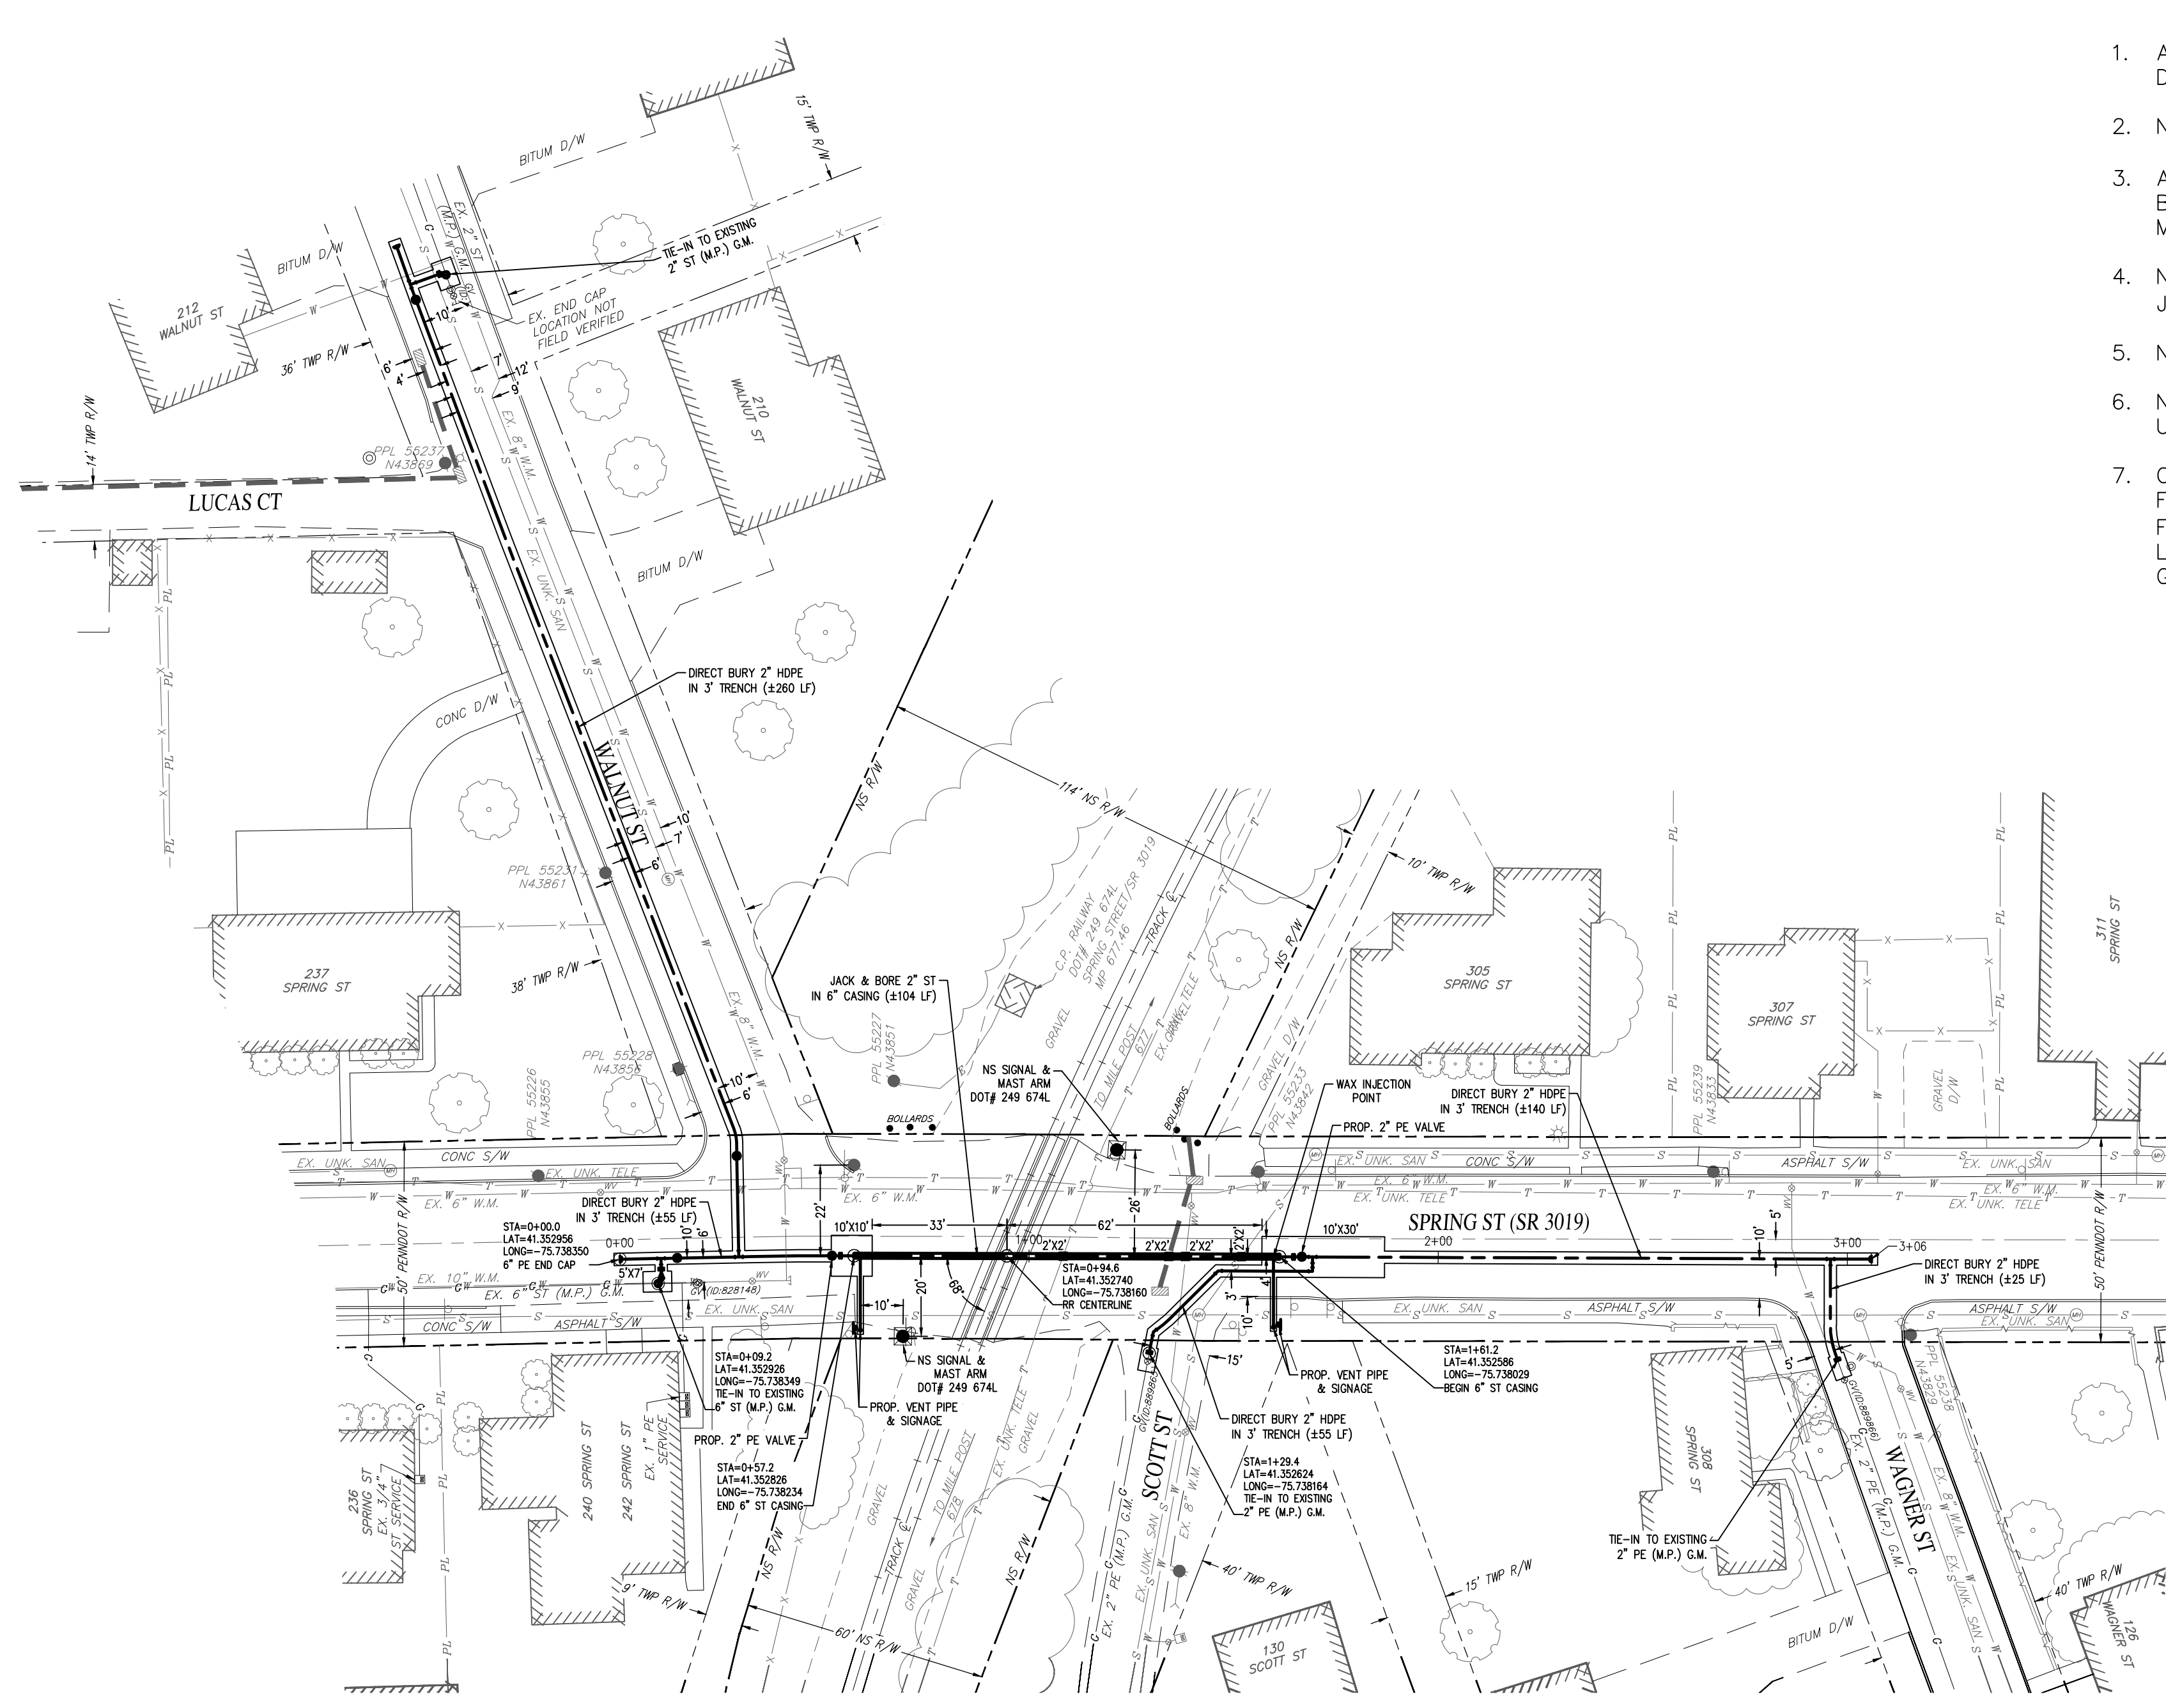 1. A
D
2. N
3. A
B
M
4. N
J
5. N
6. N
U
7.
F
F
L
G
15' TWP R/W
BITUM D/W
EX. 2" ST
(M.P.) G.M.
TIE-IN TO EXISTING
2" ST (M.P.) G.M.
BITUM D/W
212
WALNUT ST
EX. END CAP
LOCATION NOT
FIELD VERIFIED
10'
36' TWP R/W
6'
4'
7'
12'
9'
210
WALNUT ST
14' TWP R/W
PPL 55237
N43869
EX. 8" W.M.
LUCAS CT
EX. UNK. SAN
BITUM D/W
DIRECT BURY 2" HDPE
IN 3' TRENCH (±260 LF)
CONC D/W
WALNUT ST
NS R/W
114' NS R/W
10'
7'
6'
PPL 55231
N43861
10' TWP R/W
C.P. RAILWAY
DOT# 249 674L
SPRING STREET/SR 3019
MP 677.46
TRACK ℄
NS R/W
237
SPRING ST
38' TWP R/W
305
SPRING ST
307
SPRING ST
311
SPRING ST
JACK & BORE 2" ST
IN 6" CASING (±104 LF)
EX. 8" W.M.
GRAVEL
TO MILE POST
677
GRAVEL D/W
PPL 55227
N43851
PPL 55228
N43856
PPL 55226
N43855
NS SIGNAL &
MAST ARM
DOT# 249 674L
WAX INJECTION
POINT
DIRECT BURY 2" HDPE
IN 3' TRENCH (±140 LF)
PPL 55233
N43842
PPL 55239
N43833
GRAVEL
D/W
10'
6'
BOLLARDS
BOLLARDS
PROP. 2" PE VALVE
CONC S/W
EX. UNK. SAN
EX. UNK. TELE
EX. 6" W.M.
EX. 6" W.M.
EX. UNK. SAN
CONC S/W
ASPHALT S/W
EX. UNK. SAN
EX. 6" W.M.
EX. UNK. TELE
EX. 6" W.M.
EX. UNK. TELE
50' PENNDOT R/W
50' PENNDOT R/W
DIRECT BURY 2" HDPE
IN 3' TRENCH (±55 LF)
STA=0+00.0
LAT=41.352956
LONG=-75.738350
6" PE END CAP
0+00
10'
6'
22'
10'X10'
33'
1+00
62'
26'
2'X2'
2'X2'
2'X2'
2'X2'
10'X30'
SPRING ST (SR 3019)
2+00
5'
10'
3+00
3+06
5'X7'
EX. 10" W.M.
EX. 6" ST (M.P.) G.M.
GV(ID:828148)
EX. UNK. SAN
CONC S/W
ASPHALT S/W
20'
10'
68°
STA=0+94.6
LAT=41.352740
LONG=-75.738160
RR CENTERLINE
3'
4'
10'
EX. UNK. SAN
ASPHALT S/W
DIRECT BURY 2" HDPE
IN 3' TRENCH (±25 LF)
ASPHALT S/W
EX. UNK. SAN
STA=0+09.2
LAT=41.352926
LONG=-75.738349
TIE-IN TO EXISTING
6" ST (M.P.) G.M.
NS SIGNAL &
MAST ARM
DOT# 249 674L
PROP. VENT PIPE
& SIGNAGE
15'
PROP. VENT PIPE
& SIGNAGE
STA=1+61.2
LAT=41.352586
LONG=-75.738029
BEGIN 6" ST CASING
5'
PPL 55238
N43829
GV(ID:889866)
PROP. 2" PE VALVE
STA=0+57.2
LAT=41.352826
LONG=-75.738234
END 6" ST CASING
DIRECT BURY 2" HDPE
IN 3' TRENCH (±55 LF)
STA=1+29.4
LAT=41.352624
LONG=-75.738164
TIE-IN TO EXISTING
2" PE (M.P.) G.M.
SCOTT ST
236
SPRING ST
EX. 3/4"
ST SERVICE
240 SPRING ST
242 SPRING ST
EX. 1" PE
SERVICE
GRAVEL
TO MILE POST
678
EX. UNK. TELE
GRAVEL
TRACK ℄
GRAVEL
NS R/W
NS R/W
9' TWP R/W
60' NS R/W
EX. 2" PE (M.P.) G.M.
EX. UNK. SAN
EX. 8" W.M.
40' TWP R/W
15' TWP R/W
130
SCOTT ST
308
SPRING ST
TIE-IN TO EXISTING
2" PE (M.P.) G.M.
WAGNER ST
EX. 2" PE (M.P.) G.M.
EX. 8" W.M.
EX. UNK. SAN
BITUM D/W
40' TWP R/W
126
WAGNER ST